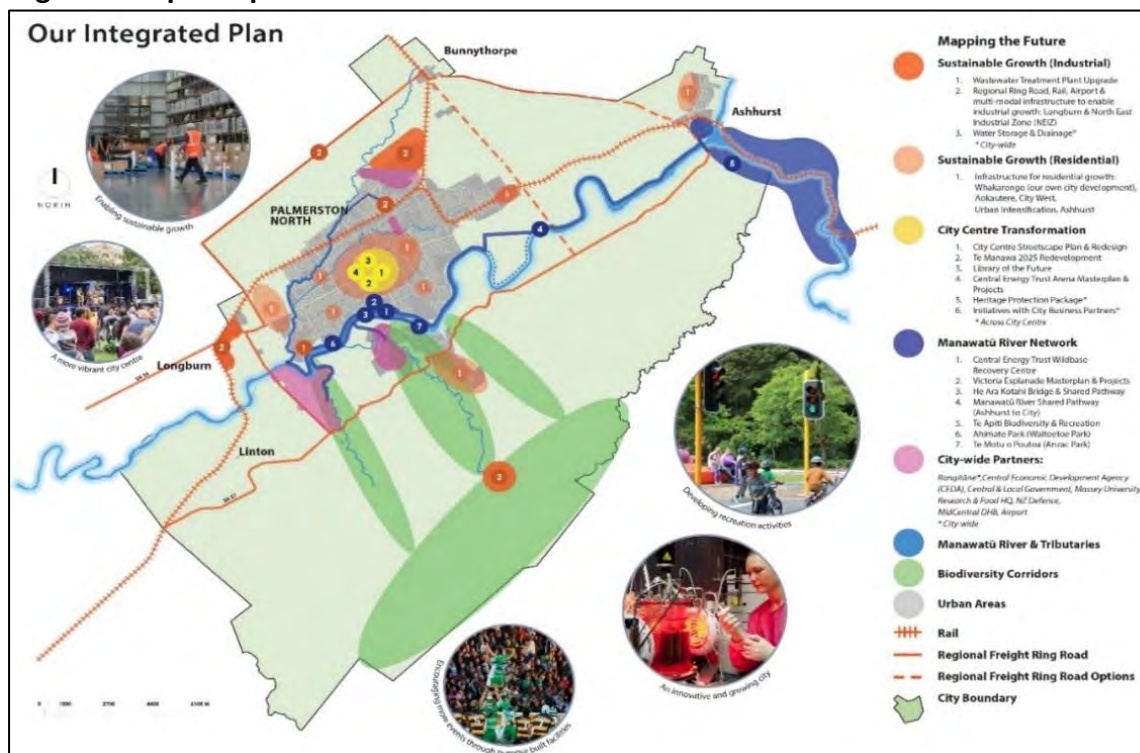 Our Integrated Plan
Bunnythorpe
Ashhurst
PALMERSTON
NORTH
Longburn
Linton
NORTH
Enabling sustainable growth
A more vibrant city centre
Developing recreation activities
An innovative and growing city
Encouraging more events through purpose built facilities
Mapping the Future
Sustainable Growth (Industrial)
1. Wastewater Treatment Plant Upgrade
2. Regional Ring Road, Rail, Airport &
multi-modal infrastructure to enable
industrial growth: Longburn & North East
Industrial Zone (NEIZ)
3. Water Storage & Drainage*
* City-wide
Sustainable Growth (Residential)
1. Infrastructure for residential growth:
Whakarongo (our own city development),
Aokautere, City West,
Urban Intensification, Ashhurst
City Centre Transformation
1. City Centre Streetscape Plan & Redesign
2. Te Manawa 2025 Redevelopment
3. Library of the Future
4. Central Energy Trust Arena Masterplan &
Projects
5. Heritage Protection Package*
6. Initiatives with City Business Partners*
* Across City Centre
Manawatū River Network
1. Central Energy Trust Wildbase
Recovery Centre
2. Victoria Esplanade Masterplan & Projects
3. He Ara Kotahi Bridge & Shared Pathway
4. Manawatū River Shared Pathway
(Ashhurst to City)
5. Te Apiti Biodiversity & Recreation
6. Ahimate Park (Waitoetoe Park)
7. Te Motu o Poutoa (Anzac Park)
City-wide Partners:
Rangitāne*, Central Economic Development Agency
(CEDA), Central & Local Government, Massey University,
Research & Food HQ, NZ Defence,
MidCentral DHB, Airport
* City wide
Manawatū River & Tributaries
Biodiversity Corridors
Urban Areas
Rail
Regional Freight Ring Road
Regional Freight Ring Road Options
City Boundary